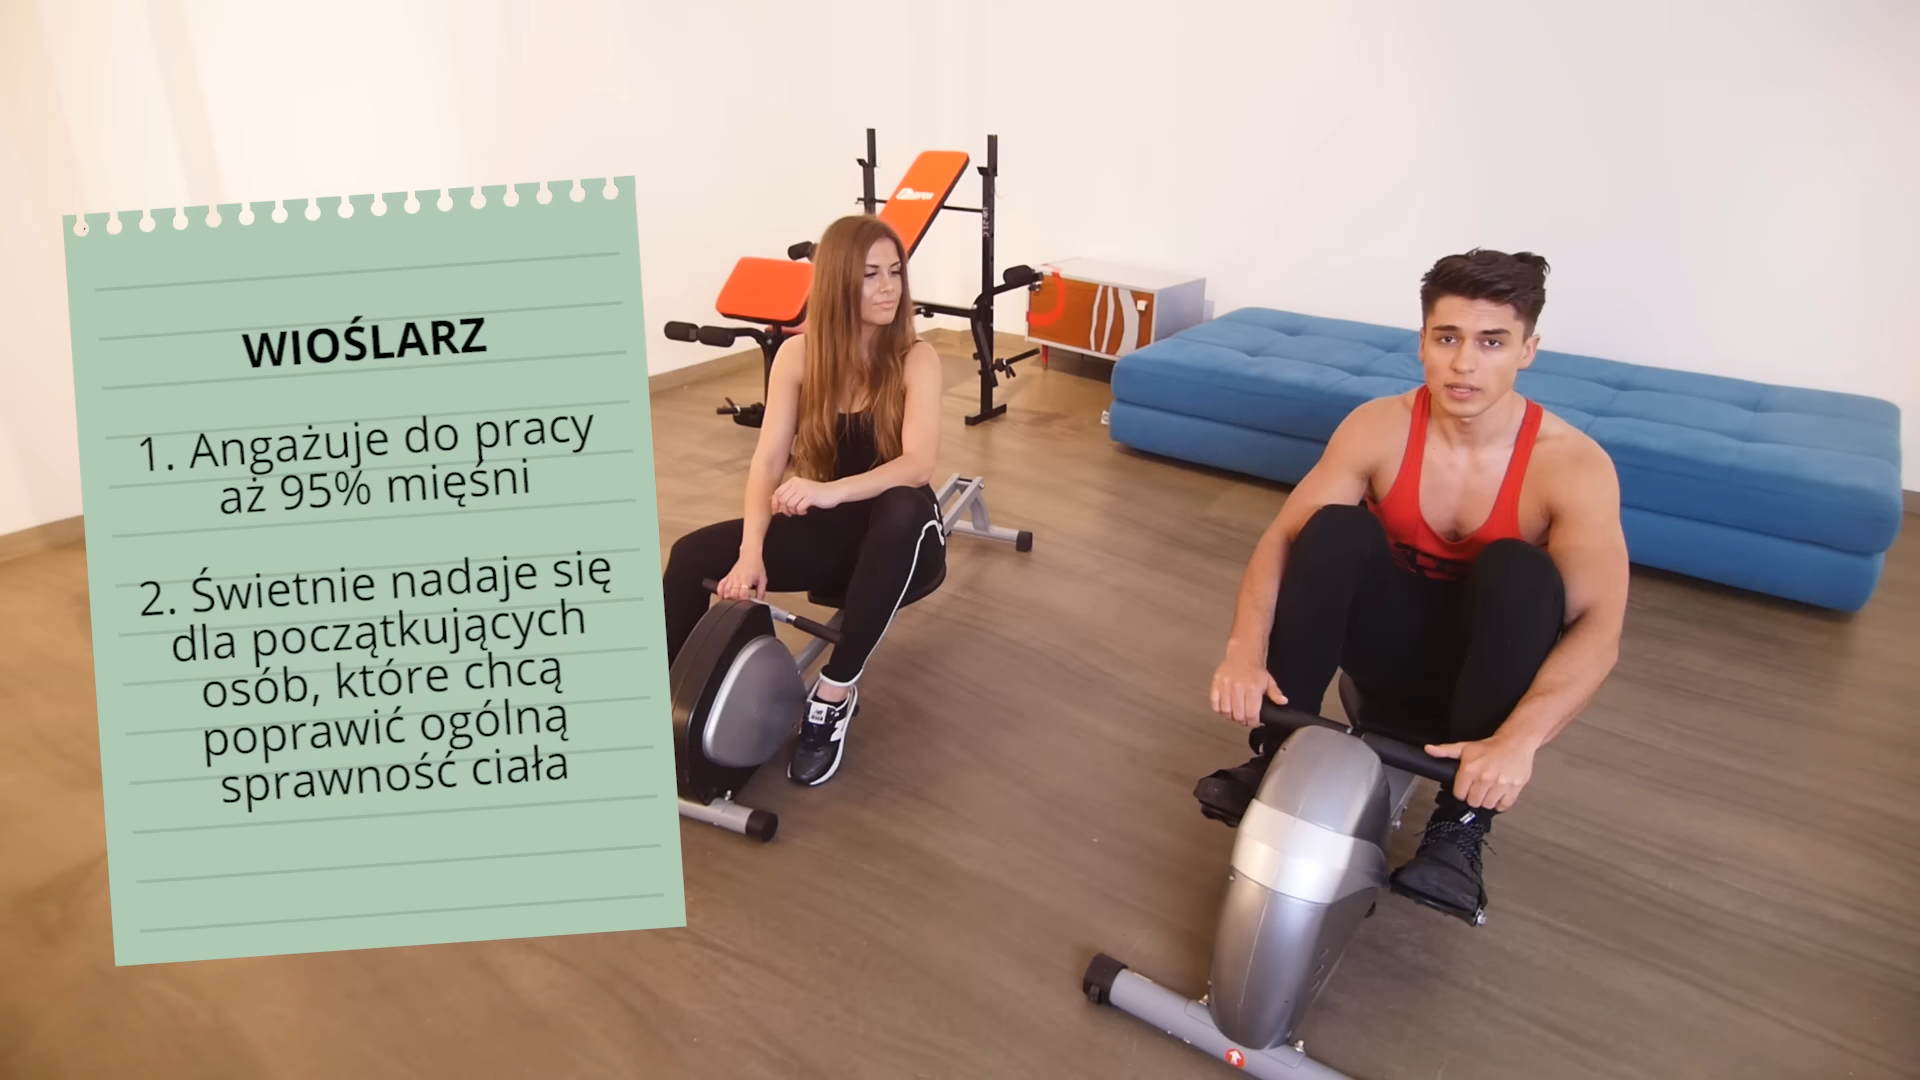 WIOŚLARZ
1. Angażuje do pracy
aż 95% mięśni
2. Świetnie nadaje się
dla początkujących
osób, które chcą
poprawić ogólną
sprawność ciała